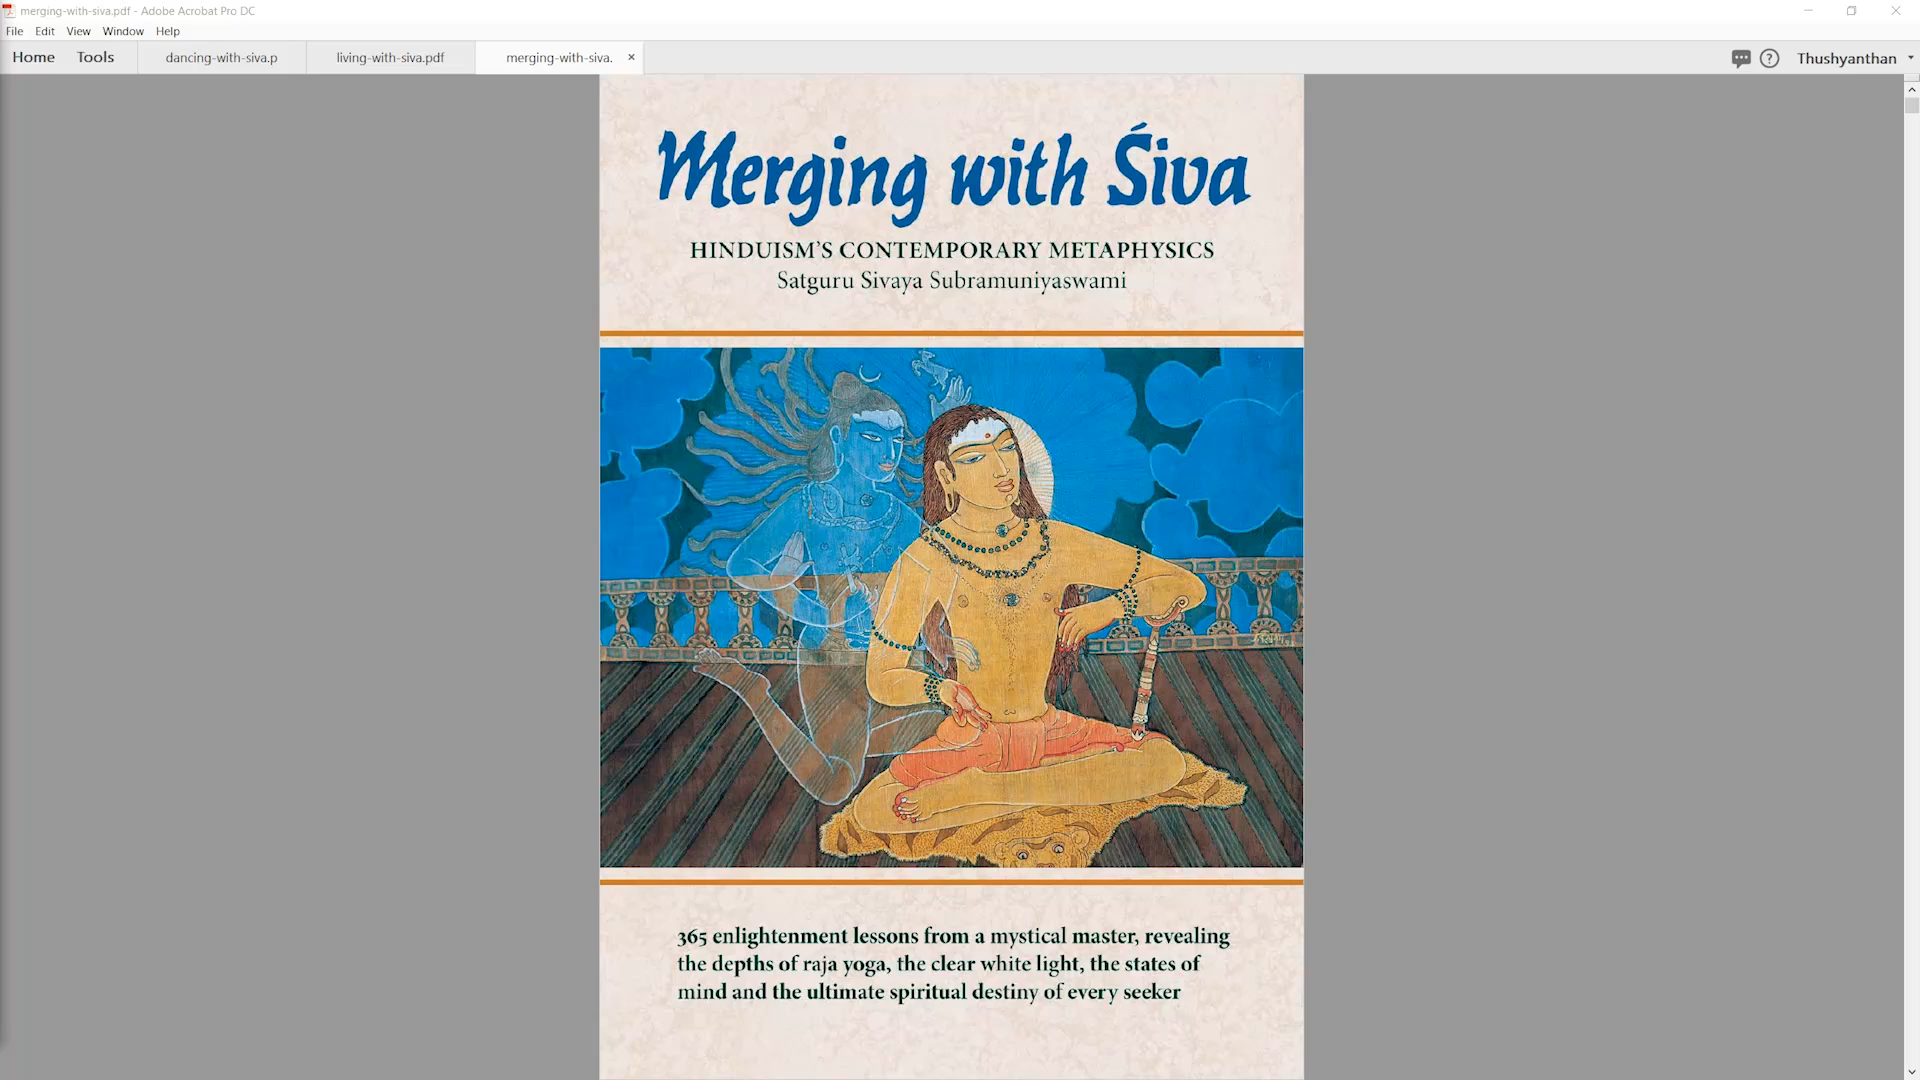 merging-with-siva.pdf - Adobe Acrobat Pro DC
File Edit View Window Help
Home Tools dancing-with-siva.p living-with-siva.pdf merging-with-siva. × Thushyanthan
Merging with Śiva
HINDUISM'S CONTEMPORARY METAPHYSICS
Satguru Sivaya Subramuniyaswami
365 enlightenment lessons from a mystical master, revealing
the depths of raja yoga, the clear white light, the states of
mind and the ultimate spiritual destiny of every seeker